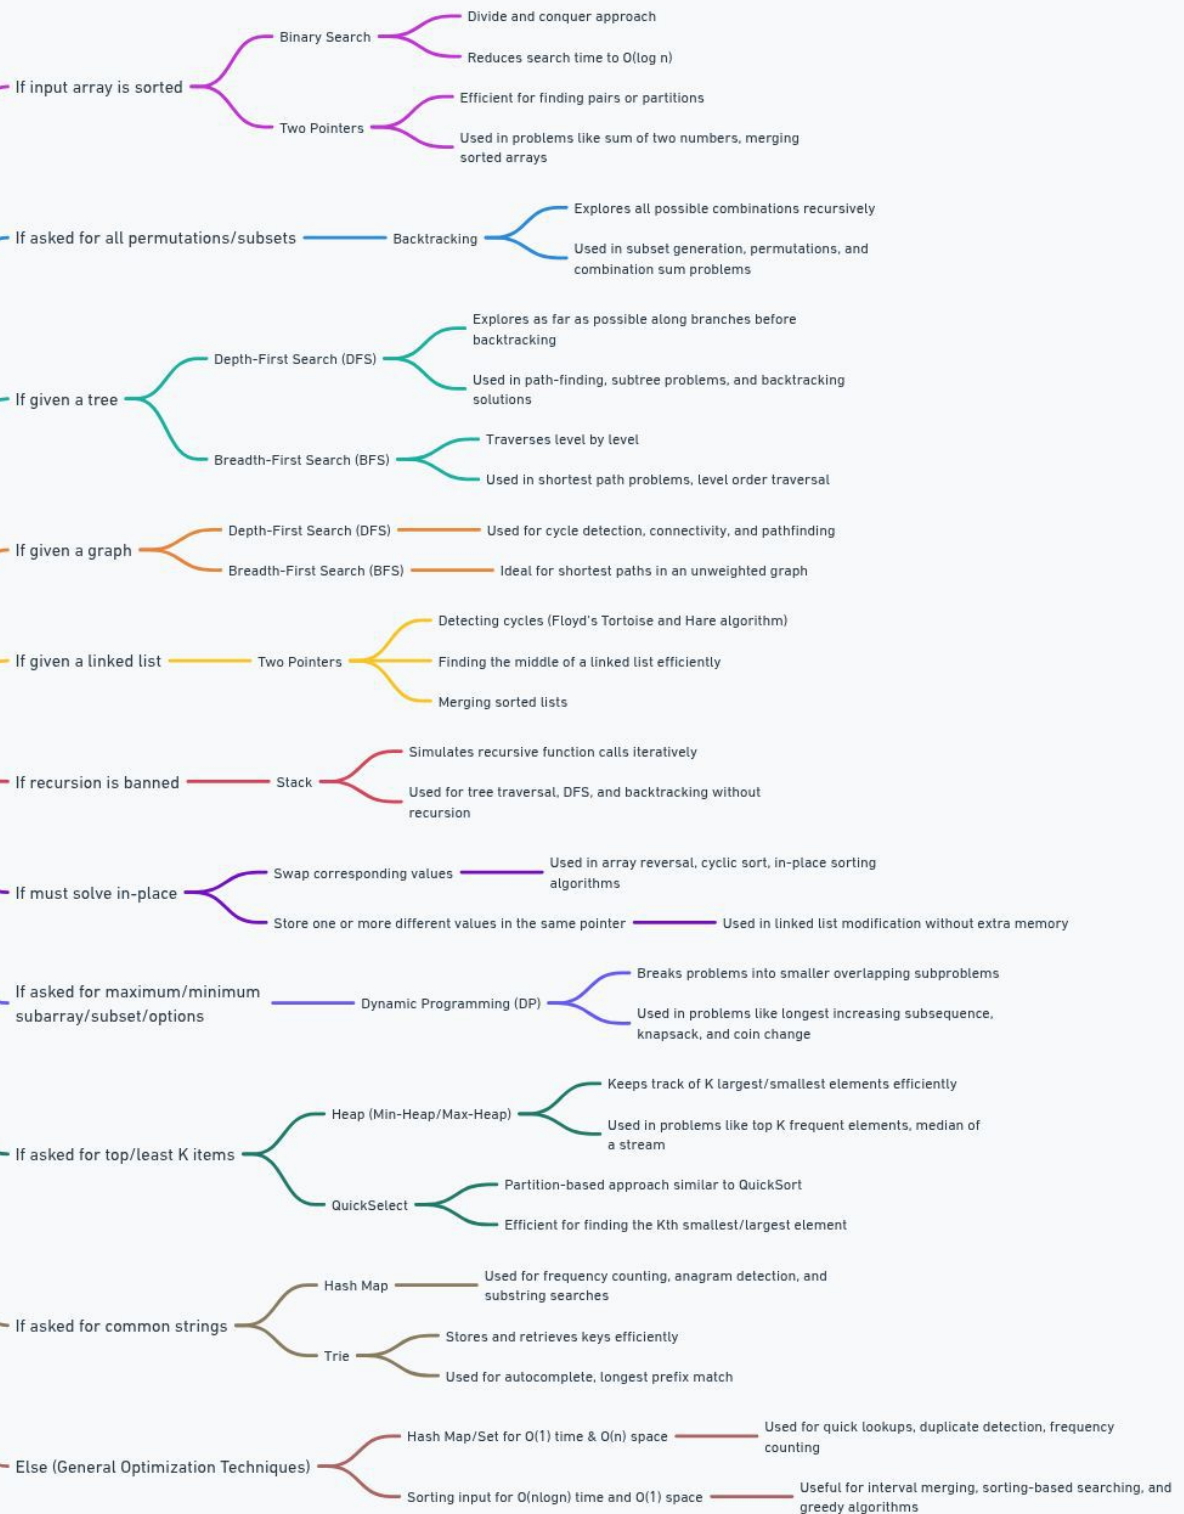 If input array is sorted
Binary Search
Divide and conquer approach
Reduces search time to O(log n)
Two Pointers
Efficient for finding pairs or partitions
Used in problems like sum of two numbers, merging
sorted arrays
If asked for all permutations/subsets
Backtracking
Explores all possible combinations recursively
Used in subset generation, permutations, and
combination sum problems
If given a tree
Depth-First Search (DFS)
Explores as far as possible along branches before
backtracking
Used in path-finding, subtree problems, and backtracking
solutions
Breadth-First Search (BFS)
Traverses level by level
Used in shortest path problems, level order traversal
If given a graph
Depth-First Search (DFS)
Used for cycle detection, connectivity, and pathfinding
Breadth-First Search (BFS)
Ideal for shortest paths in an unweighted graph
If given a linked list
Two Pointers
Detecting cycles (Floyd's Tortoise and Hare algorithm)
Finding the middle of a linked list efficiently
Merging sorted lists
If recursion is banned
Stack
Simulates recursive function calls iteratively
Used for tree traversal, DFS, and backtracking without
recursion
If must solve in-place
Swap corresponding values
Used in array reversal, cyclic sort, in-place sorting
algorithms
Store one or more different values in the same pointer
Used in linked list modification without extra memory
If asked for maximum/minimum
subarray/subset/options
Dynamic Programming (DP)
Breaks problems into smaller overlapping subproblems
Used in problems like longest increasing subsequence,
knapsack, and coin change
If asked for top/least K items
Heap (Min-Heap/Max-Heap)
Keeps track of K largest/smallest elements efficiently
Used in problems like top K frequent elements, median of
a stream
QuickSelect
Partition-based approach similar to QuickSort
Efficient for finding the Kth smallest/largest element
If asked for common strings
Hash Map
Used for frequency counting, anagram detection, and
substring searches
Trie
Stores and retrieves keys efficiently
Used for autocomplete, longest prefix match
Else (General Optimization Techniques)
Hash Map/Set for O(1) time & O(n) space
Used for quick lookups, duplicate detection, frequency
counting
Sorting input for O(nlogn) time and O(1) space
Useful for interval merging, sorting-based searching, and
greedy algorithms